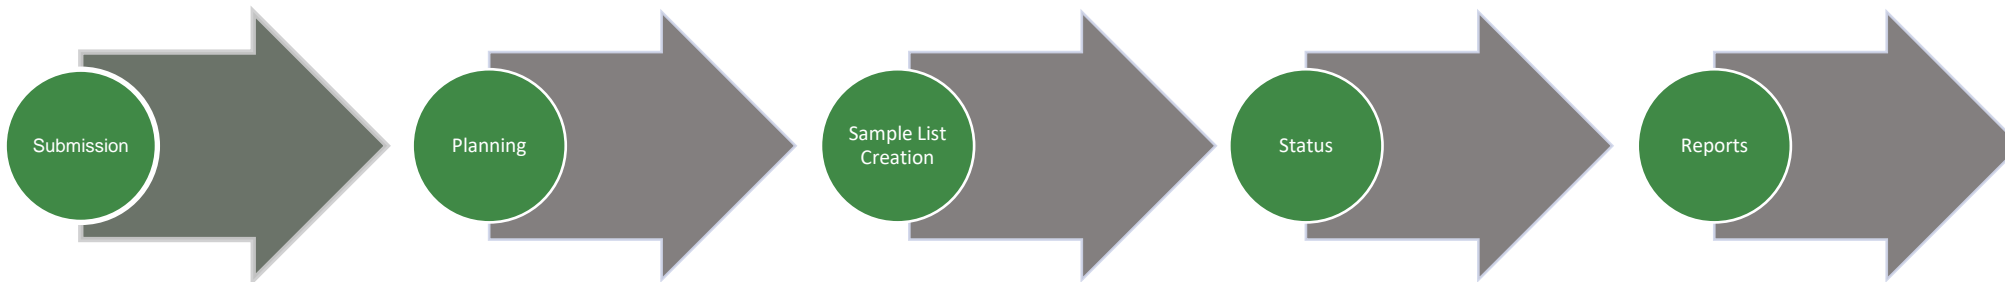 Submission
Planning
Sample List
Creation
Status
Reports